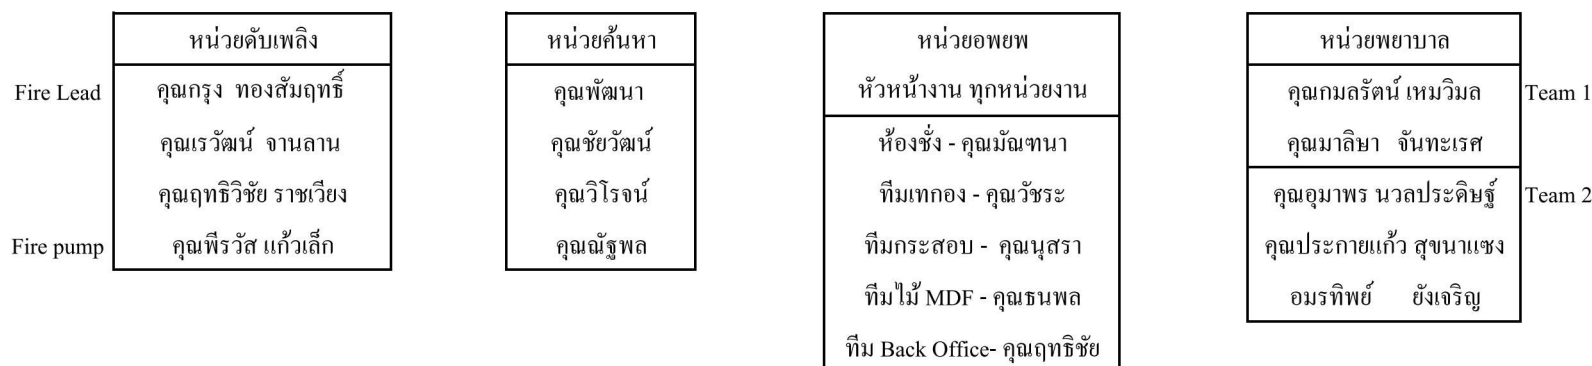 หน่วยดับเพลิง
Fire Lead คุณกรุง ทองสัมฤทธิ์
คุณเรวัฒน์ จานลาน
คุณฤทธิวิชัย ราชเวียง
Fire pump คุณพีรวัส แก้วเล็ก
หน่วยค้นหา
คุณพัฒนา
คุณชัยวัฒน์
คุณวิโรจน์
คุณณัฐพล
หน่วยอพยพ
หัวหน้างาน ทุกหน่วยงาน
ห้องชั่ง - คุณมัณฑนา
ทีมเทกอง - คุณวัชระ
ทีมกระสอบ - คุณนุสรา
ทีมไม้ MDF - คุณธนพล
ทีม Back Office- คุณฤทธิชัย
หน่วยพยาบาล
คุณกมลรัตน์ เหมวิมล Team 1
คุณมาลิษา จันทะเรศ
คุณอุมาพร นวลประดิษฐ์ Team 2
คุณประกายแก้ว สุขนาแซง
อมรทิพย์ ยังเจริญ